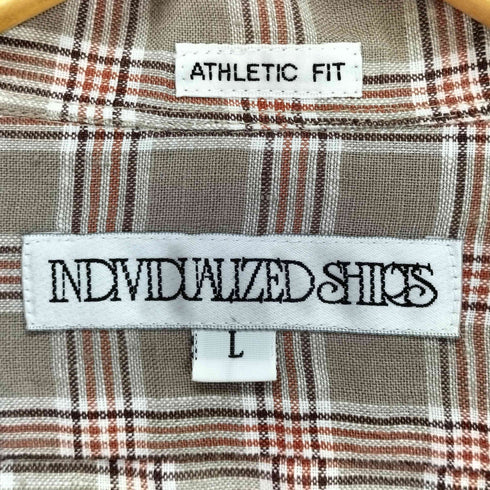 ATHLETIC FIT
INDIVIDUALIZED SHIRTS
L